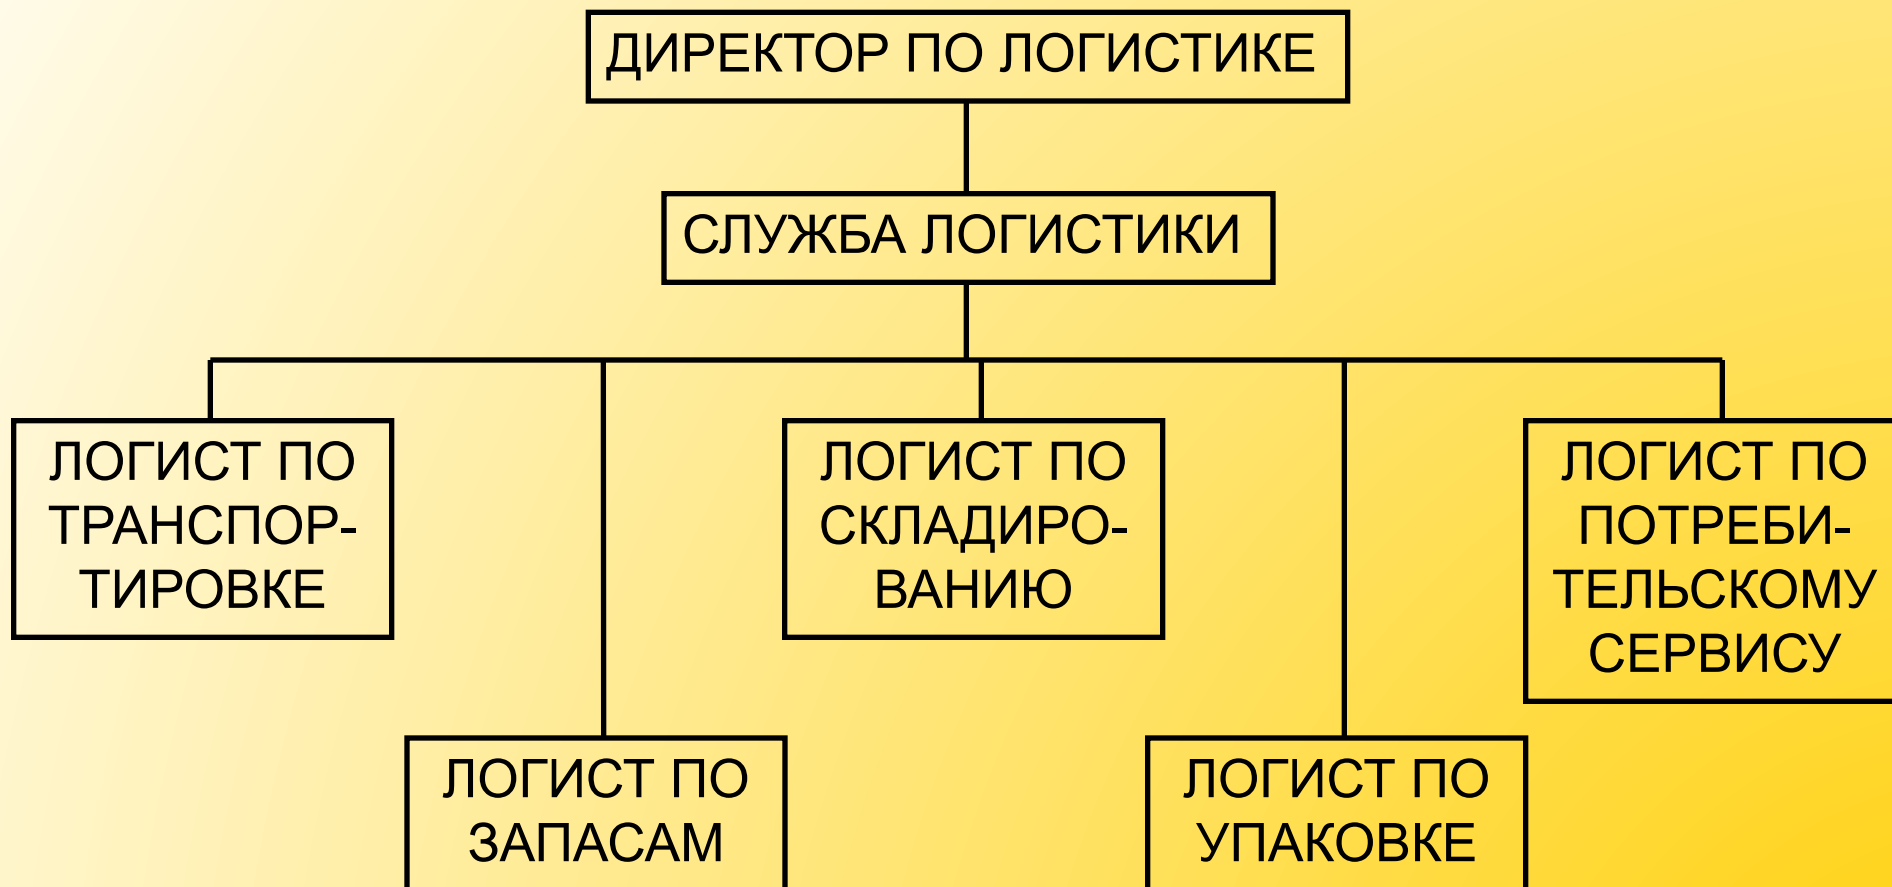 ДИРЕКТОР ПО ЛОГИСТИКЕ
СЛУЖБА ЛОГИСТИКИ
ЛОГИСТ ПО
ТРАНСПОР-
ТИРОВКЕ
ЛОГИСТ ПО
ЗАПАСАМ
ЛОГИСТ ПО
СКЛАДИРО-
ВАНИЮ
ЛОГИСТ ПО
УПАКОВКЕ
ЛОГИСТ ПО
ПОТРЕБИ-
ТЕЛЬСКОМУ
СЕРВИСУ